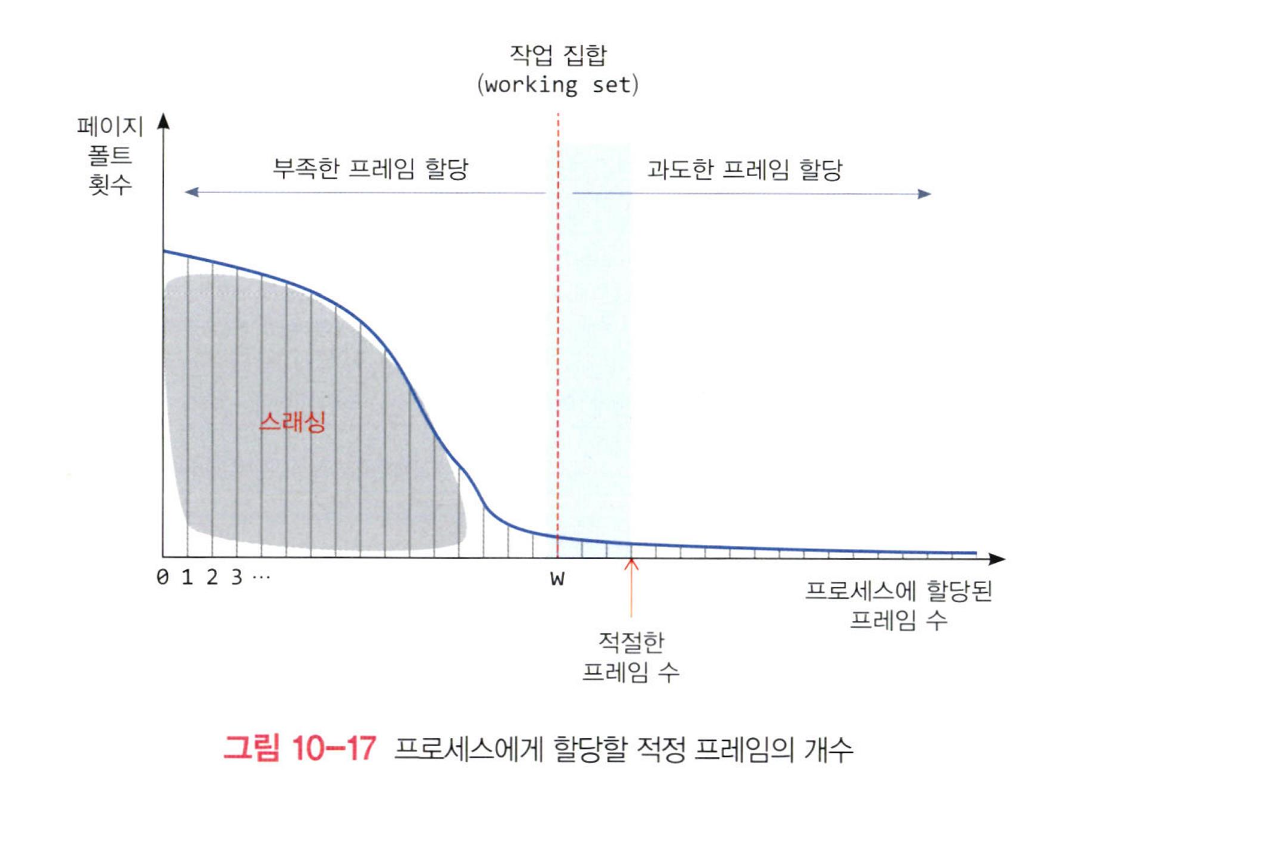 작업 집합
(working set)
페이지
폴트
횟수
부족한 프레임 할당
과도한 프레임 할당
스래싱
0 1 2 3 ···
W
프로세스에 할당된
프레임 수
적절한
프레임 수
그림 10-17 프로세스에게 할당할 적정 프레임의 개수